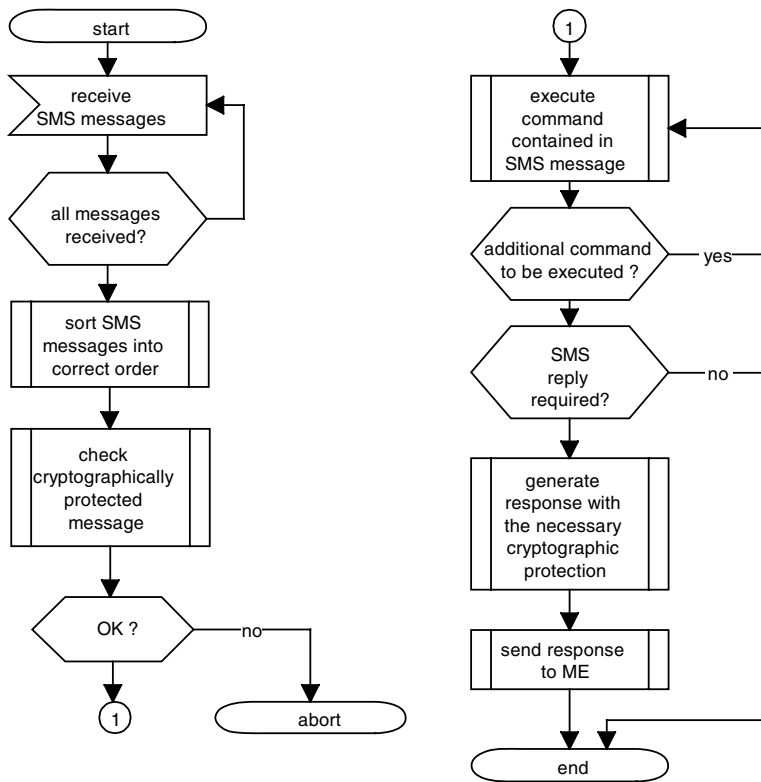 start
receive
SMS messages
all messages
received?
sort SMS
messages into
correct order
check
cryptographically
protected
message
OK ?
no
1
abort
1
execute
command
contained in
SMS message
additional command
to be executed ?
yes
SMS
reply
required?
no
generate
response with
the necessary
cryptographic
protection
send response
to ME
end